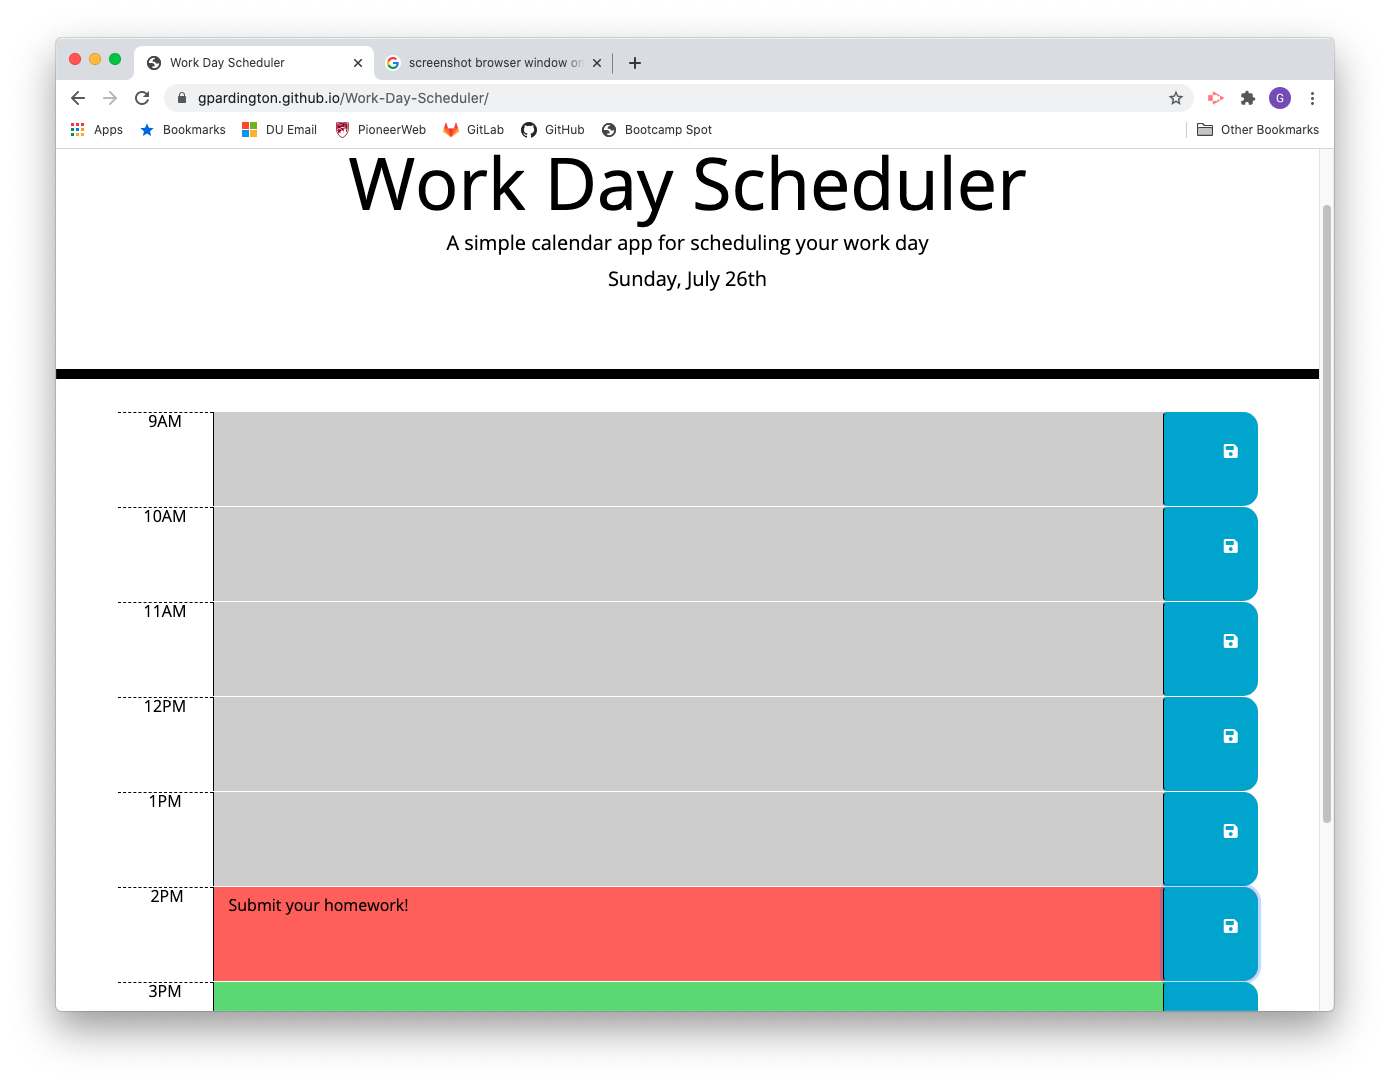 Work Day Scheduler
screenshot browser window on
gpardington.github.io/Work-Day-Scheduler/
G
Apps
Bookmarks
DU Email
PioneerWeb
GitLab
GitHub
Bootcamp Spot
Other Bookmarks
Work Day Scheduler
A simple calendar app for scheduling your work day
Sunday, July 26th
9AM
10AM
11AM
12PM
1PM
2PM
Submit your homework!
3PM